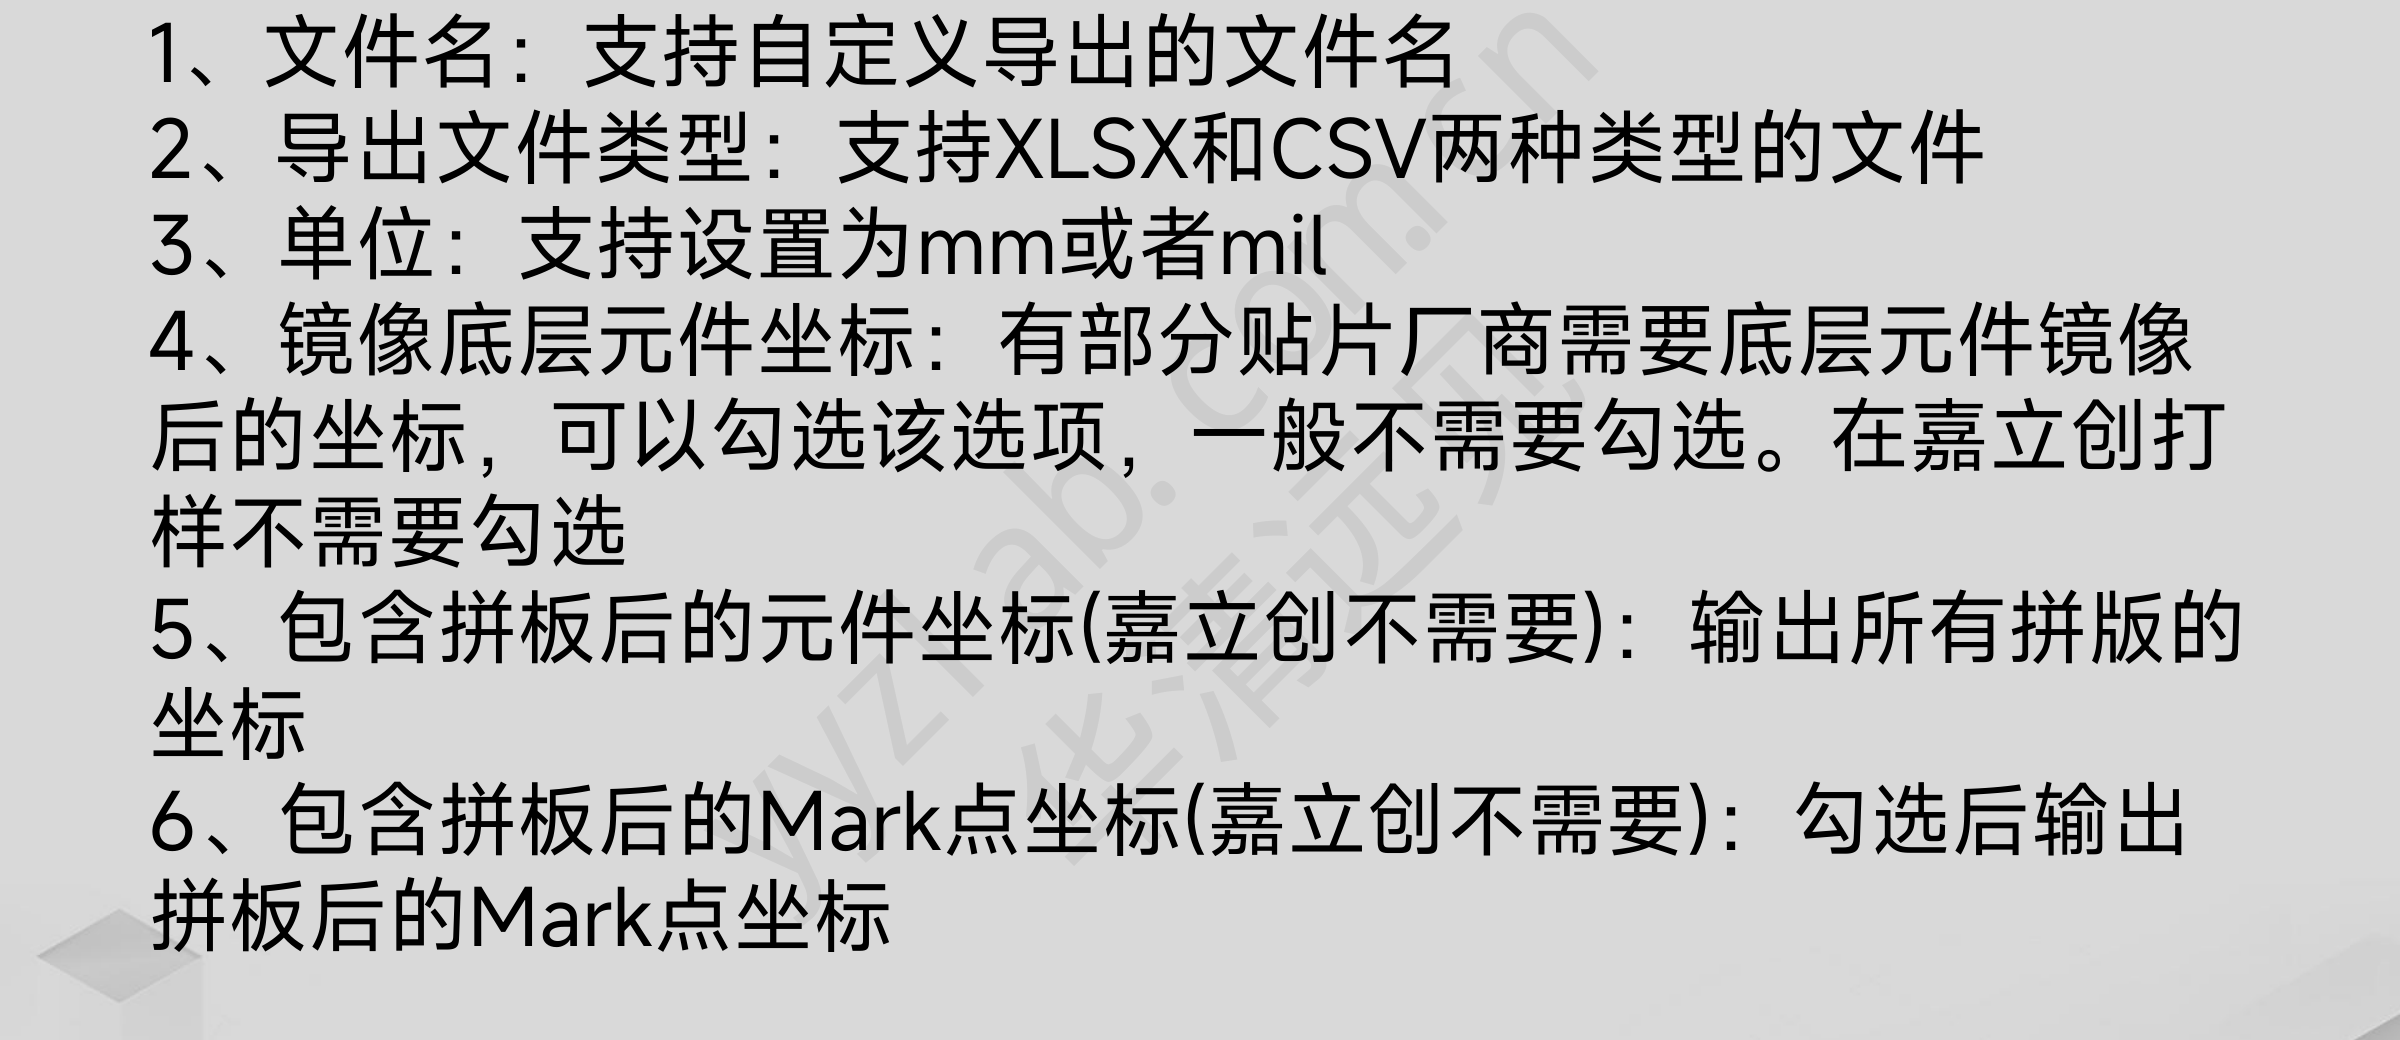 1、文件名：支持自定义导出的文件名
2、导出文件类型：支持XLSX和CSV两种类型的文件
3、单位：支持设置为mm或者mil
4、镜像底层元件坐标：有部分贴片厂商需要底层元件镜像
后的坐标，可以勾选该选项，一般不需要勾选。在嘉立创打
样不需要勾选
5、包含拼板后的元件坐标(嘉立创不需要)：输出所有拼版的
坐标
6、包含拼板后的Mark点坐标(嘉立创不需要)：勾选后输出
拼板后的Mark点坐标
yyzlab.com.cn
华清远见